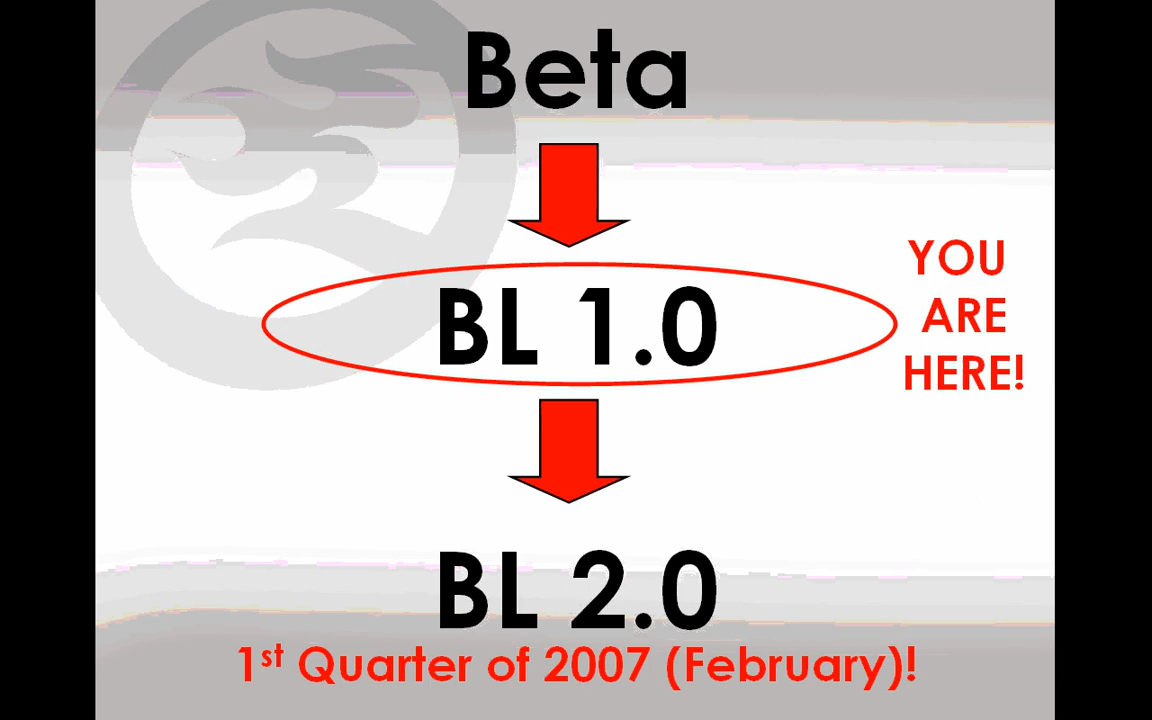 Beta
BL 1.0
YOU
ARE
HERE!
BL 2.0
1st Quarter of 2007 (February)!